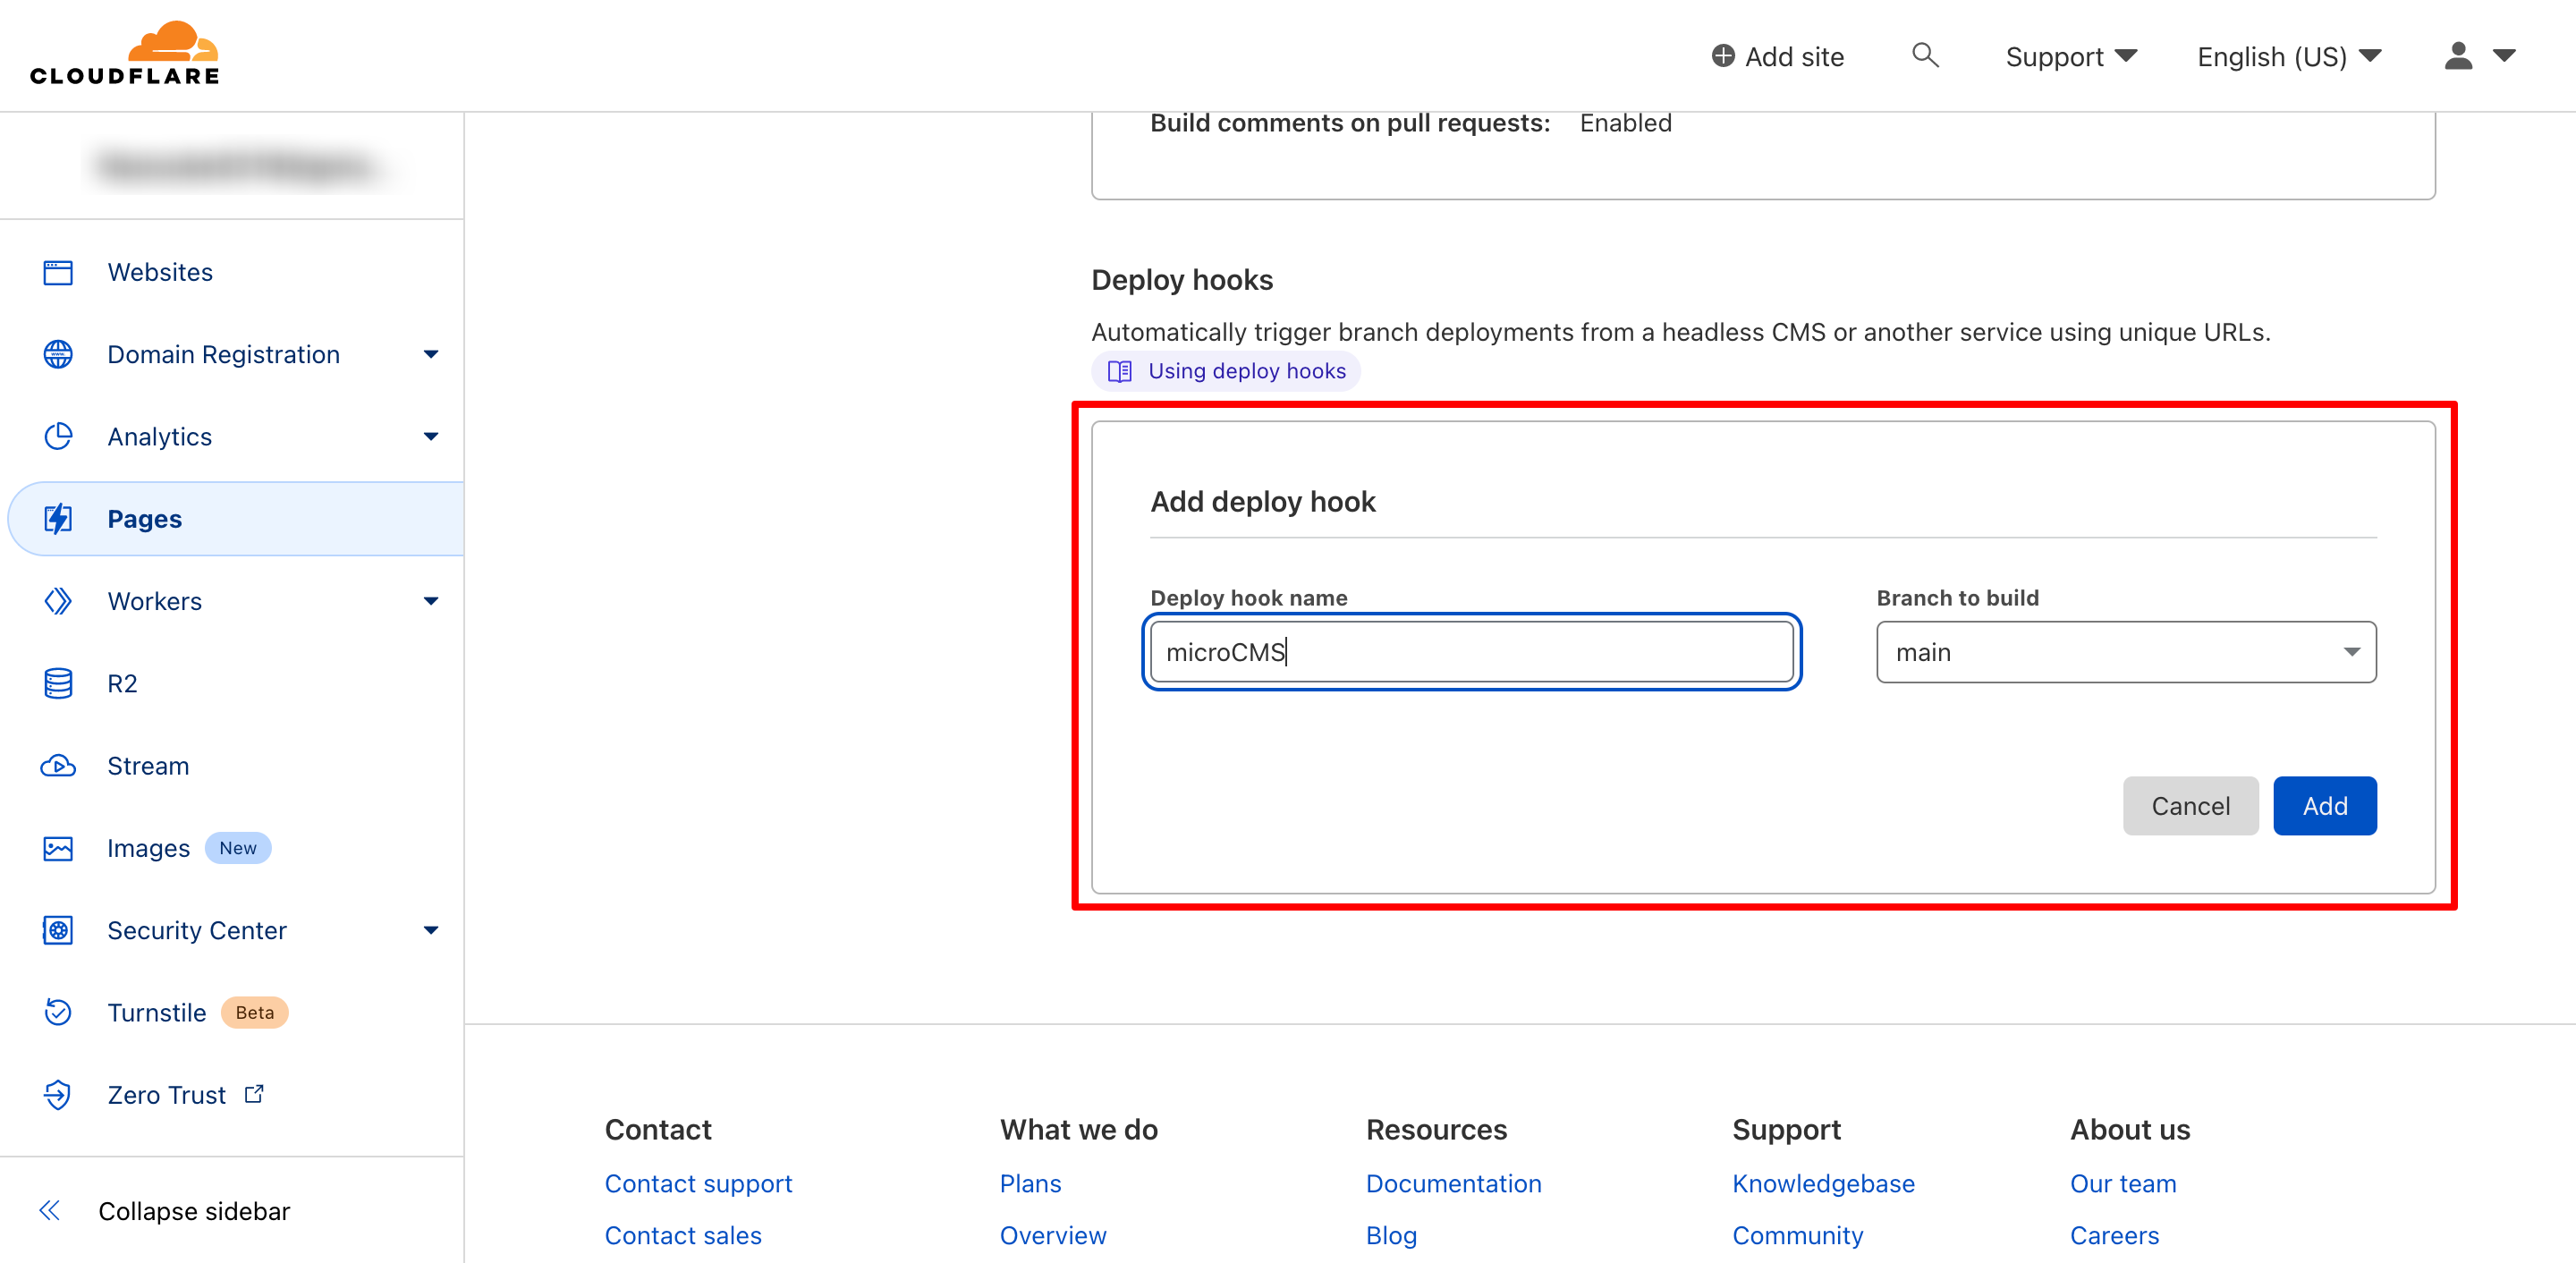 CLOUDFLARE
Add site
Support
English (US)
Websites
Domain Registration
Analytics
Pages
Workers
R2
Stream
Images New
Security Center
Turnstile Beta
Zero Trust
Collapse sidebar
Build comments on pull requests: Enabled
Deploy hooks
Automatically trigger branch deployments from a headless CMS or another service using unique URLs.
Using deploy hooks
Add deploy hook
Deploy hook name
microCMS
Branch to build
main
Cancel
Add
Contact
Contact support
Contact sales
What we do
Plans
Overview
Resources
Documentation
Blog
Support
Knowledgebase
Community
About us
Our team
Careers